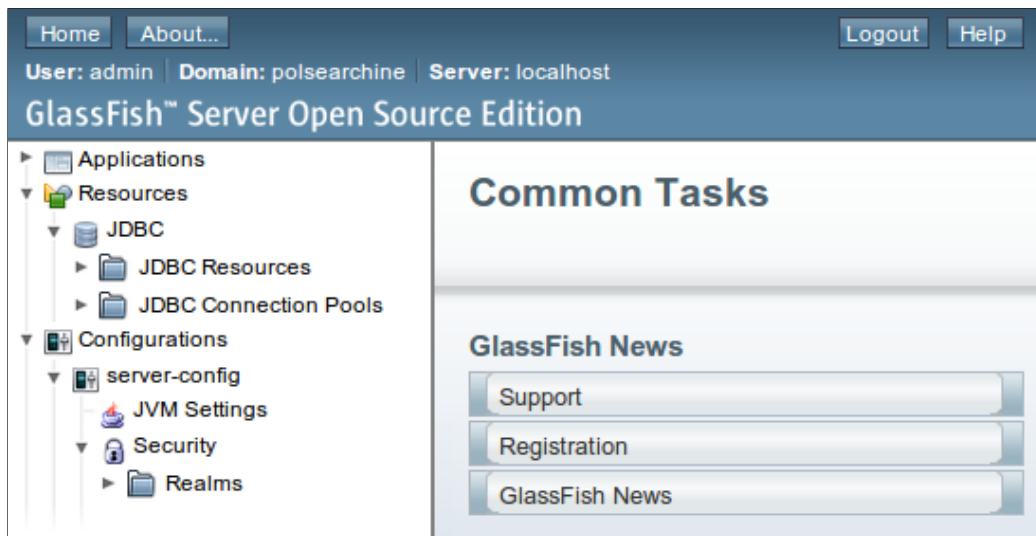 Home About... Logout Help
User: admin Domain: polsearchine Server: localhost
GlassFish™ Server Open Source Edition
Applications
Resources
JDBC
JDBC Resources
JDBC Connection Pools
Configurations
server-config
JVM Settings
Security
Realms
Common Tasks
GlassFish News
Support
Registration
GlassFish News